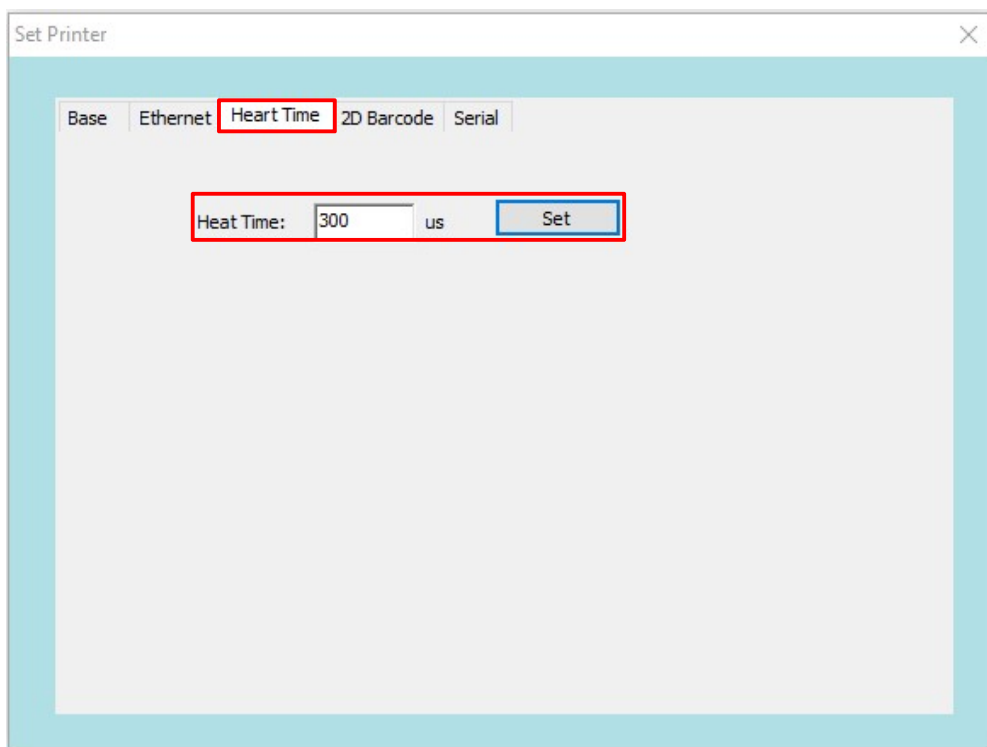 Set Printer
Base Ethernet Heart Time 2D Barcode Serial
Heat Time: 300 us Set